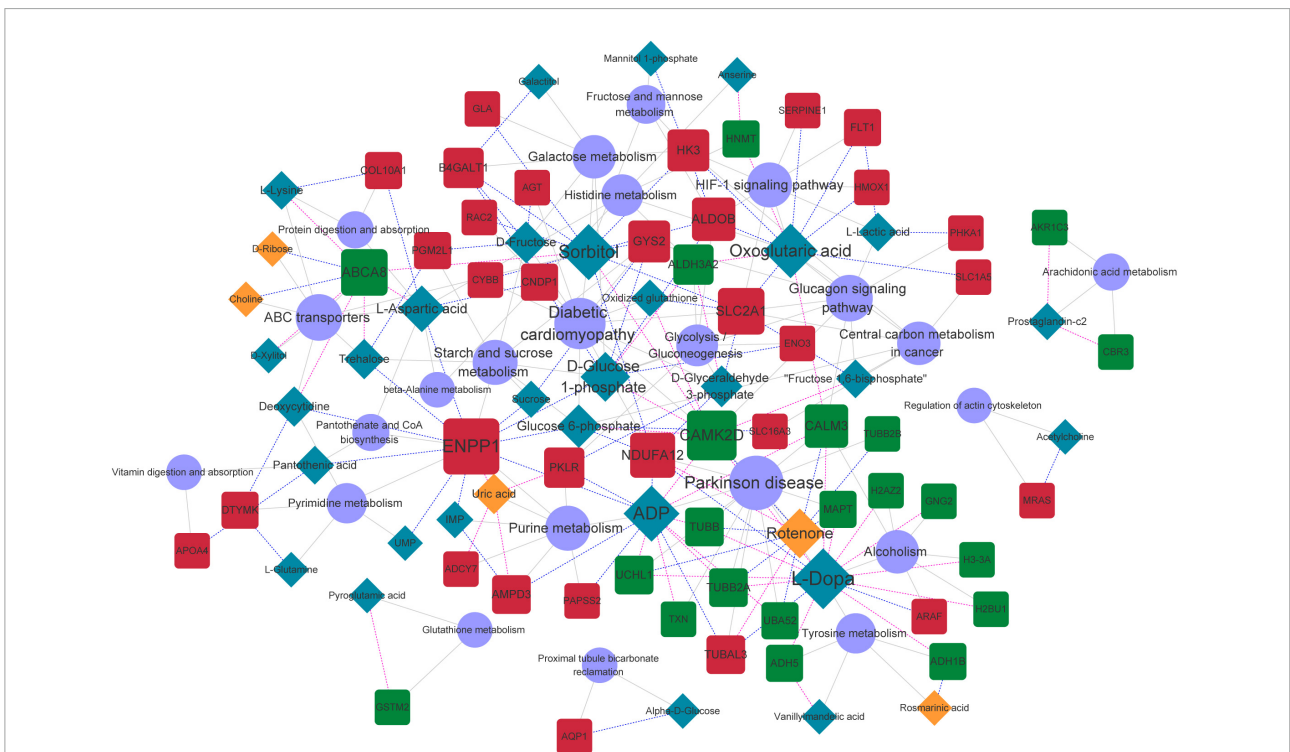 Mannitol 1-phosphate
Anserine
Galactitol
Fructose and mannose
metabolism
GLA
SERPINE1
FLT1
HNMT
HK3
B4GALT1
Galactose metabolism
COL10A1
HIF-1 signaling pathway
L-Lysine
AGT
Histidine metabolism
HMOX1
RAC2
ALDOB
Protein digestion and absorption
L-Lactic acid
PHKA1
AKR1C3
D-Ribose
PGM2L1
D-Fructose
Sorbitol
GYS2
Oxoglutaric acid
ABCA8
ALDH3A2
SLC1A5
Arachidonic acid metabolism
CYBB
CNDP1
Choline
Oxidized glutathione
Glucagon signaling
pathway
L-Aspartic acid
ABC transporters
Diabetic
cardiomyopathy
SLC2A1
Prostaglandin-c2
Glycolysis /
Gluconeogenesis
Central carbon metabolism
in cancer
ENO3
CBR3
D-Xylitol
Trehalose
Starch and sucrose
metabolism
D-Glucose
1-phosphate
D-Glyceraldehyde
3-phosphate
"Fructose 1,6-bisphosphate"
beta-Alanine metabolism
Sucrose
Deoxycytidine
Regulation of actin cytoskeleton
Pantothenate and CoA
biosynthesis
Glucose 6-phosphate
CAMK2D
SLC16A3
CALM3
TUBB2B
Acetylcholine
ENPP1
NDUFA12
Vitamin digestion and absorption
Pantothenic acid
PKLR
Parkinson disease
H2AZ2
GNG2
Uric acid
MRAS
Pyrimidine metabolism
DTYMK
IMP
Purine metabolism
ADP
TUBB
MAPT
Rotenone
UMP
APOA4
Alcoholism
H3-3A
ADCY7
L-Glutamine
UCHL1
L-Dopa
TUBB2A
AMPD3
PAPSS2
Pyroglutamic acid
H2BU1
ARAF
TXN
UBA52
Glutathione metabolism
Tyrosine metabolism
TUBAL3
ADH5
ADH1B
Proximal tubule bicarbonate
reclamation
GSTM2
Alpha-D-Glucose
Vanillylmandelic acid
Rosmarinic acid
AQP1